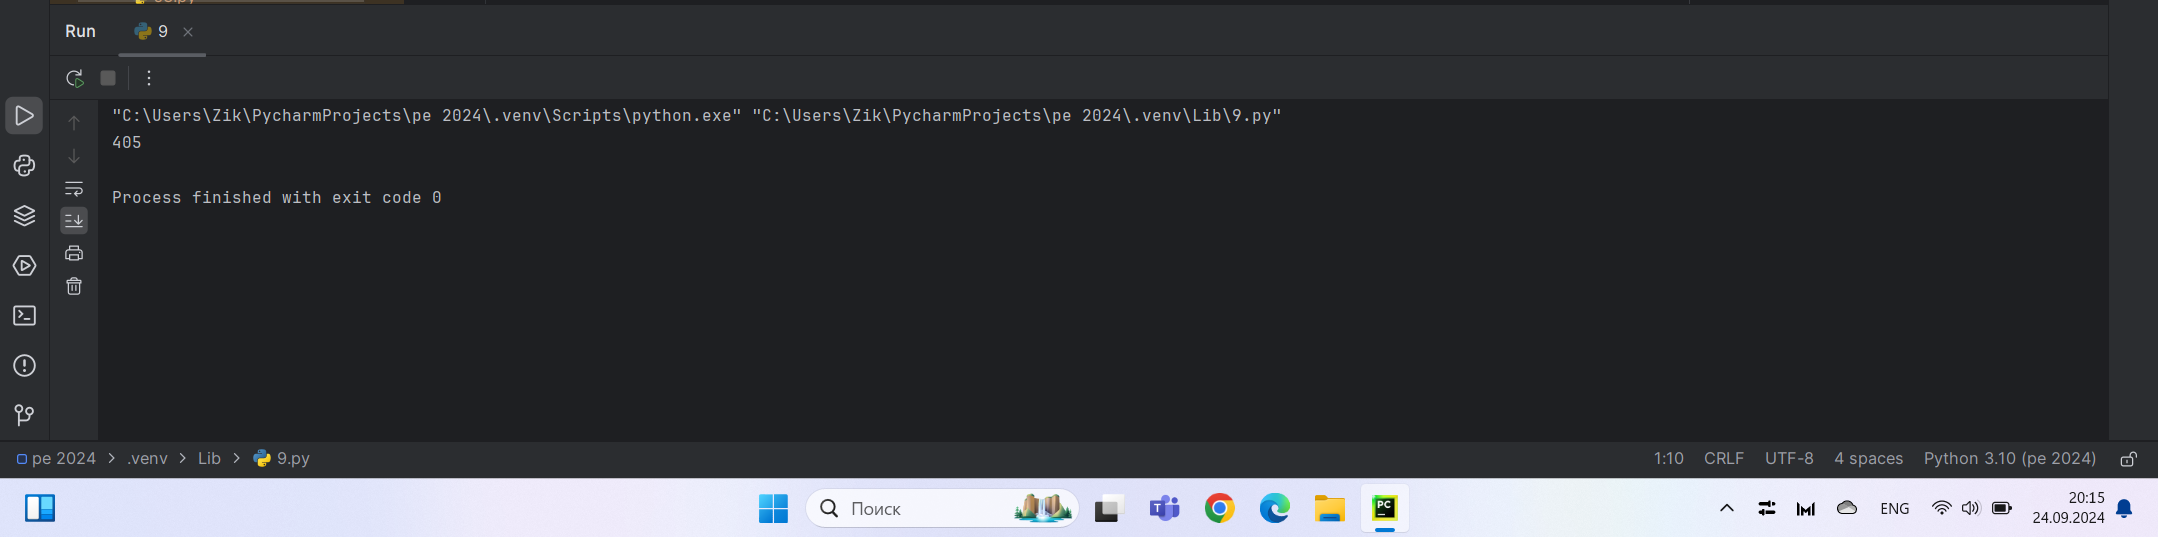 Run
9
"C:\Users\Zik\PycharmProjects\pe 2024\.venv\Scripts\python.exe" "C:\Users\Zik\PycharmProjects\pe 2024\.venv\Lib\9.py"
405
Process finished with exit code 0
pe 2024 > .venv > Lib > 9.py
1:10 CRLF UTF-8 4 spaces Python 3.10 (pe 2024)
Поиск
PC
ENG
20:15
24.09.2024